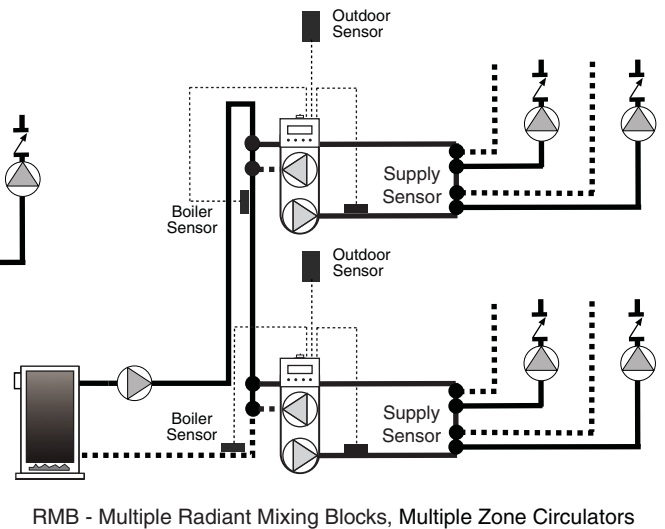 Outdoor
Sensor
Supply
Sensor
Boiler
Sensor
Outdoor
Sensor
Supply
Sensor
Boiler
Sensor
RMB - Multiple Radiant Mixing Blocks, Multiple Zone Circulators